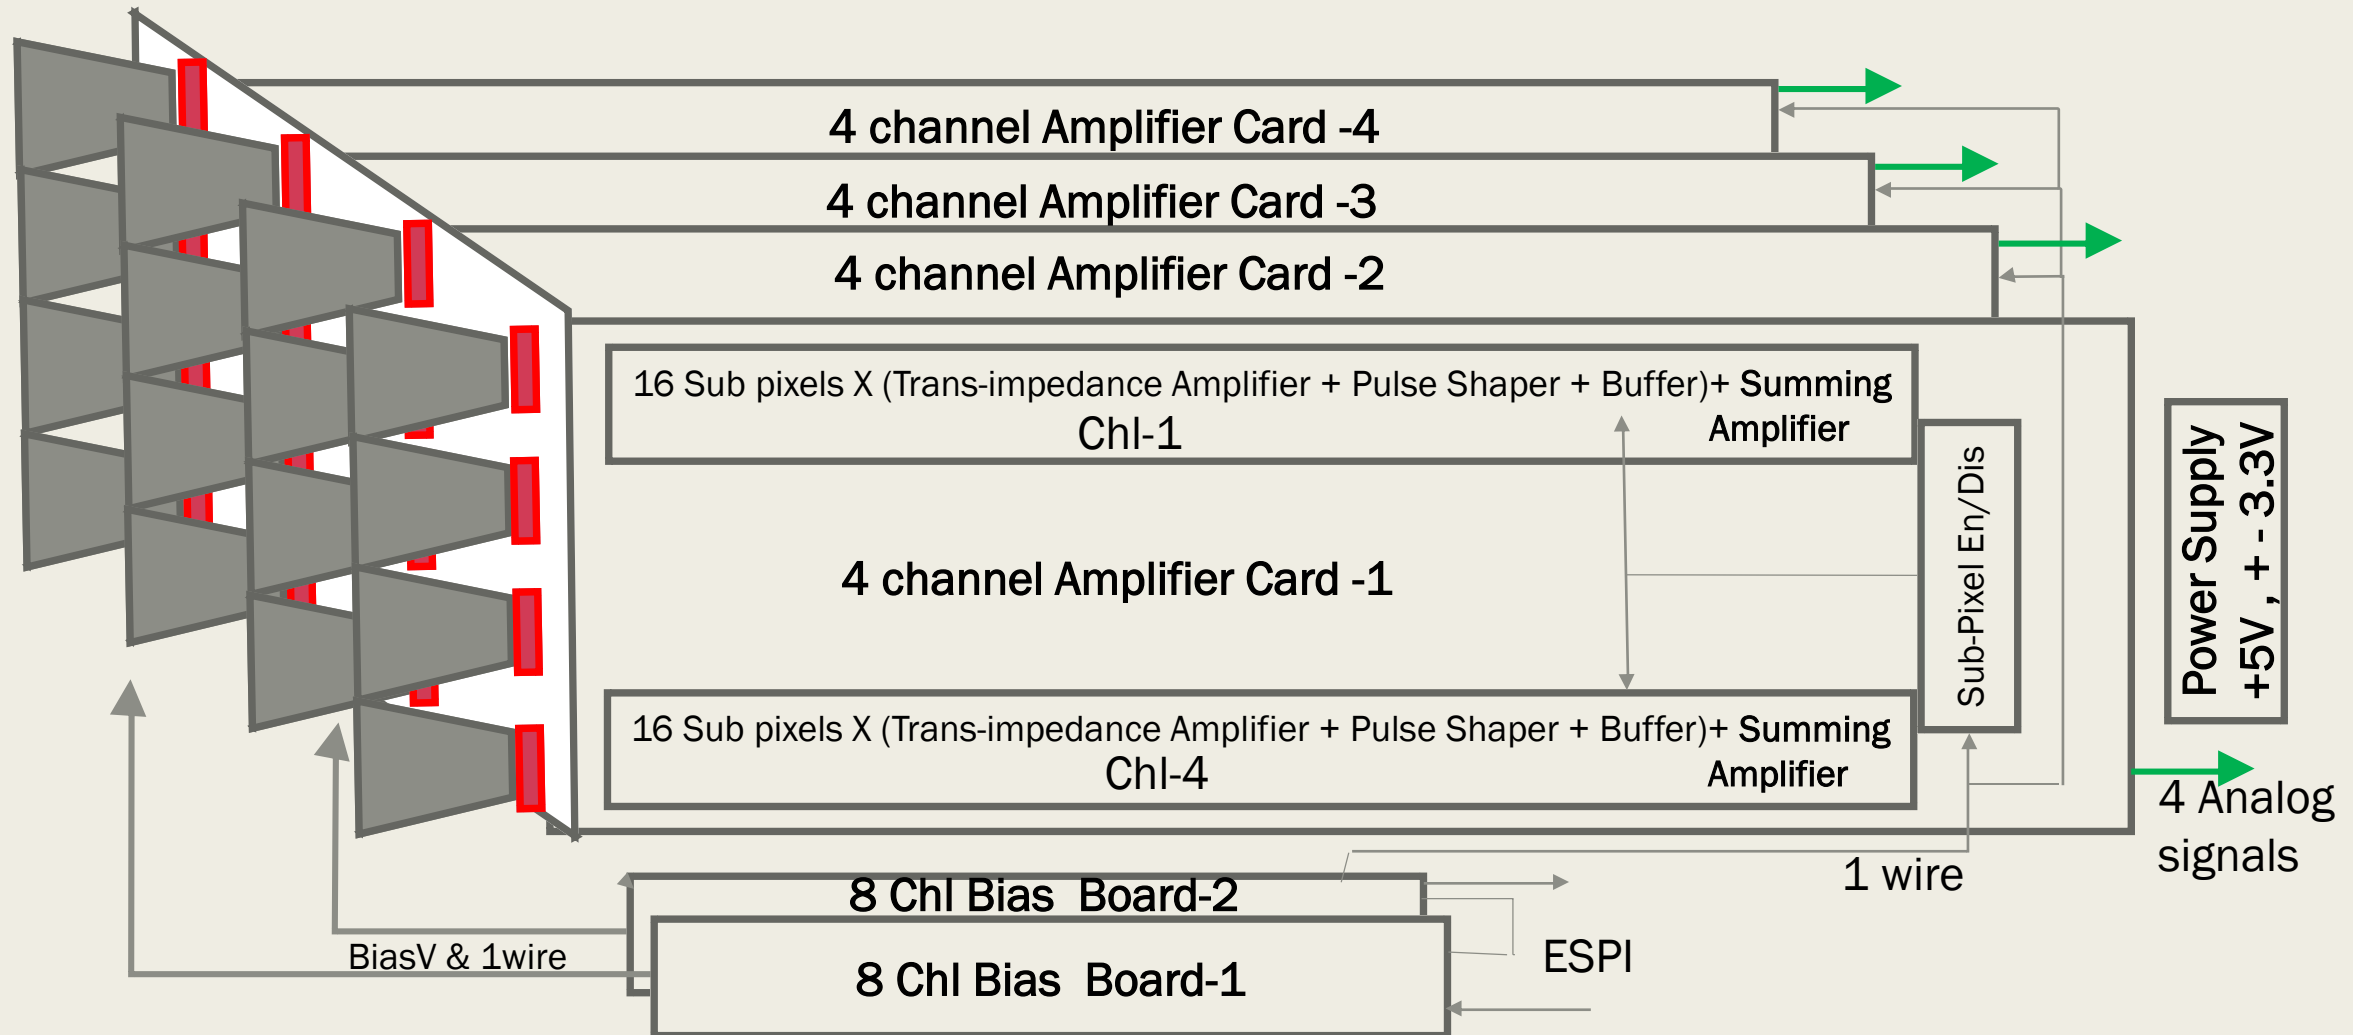 4 channel Amplifier Card -4
4 channel Amplifier Card -3
4 channel Amplifier Card -2
16 Sub pixels X (Trans-impedance Amplifier + Pulse Shaper + Buffer)+ Summing
Amplifier
Chl-1
4 channel Amplifier Card -1
Sub-Pixel En/Dis
Power Supply
+5V , + - 3.3V
16 Sub pixels X (Trans-impedance Amplifier + Pulse Shaper + Buffer)+ Summing
Amplifier
Chl-4
4 Analog
signals
1 wire
8 Chl Bias Board-2
BiasV & 1wire
ESPI
8 Chl Bias Board-1